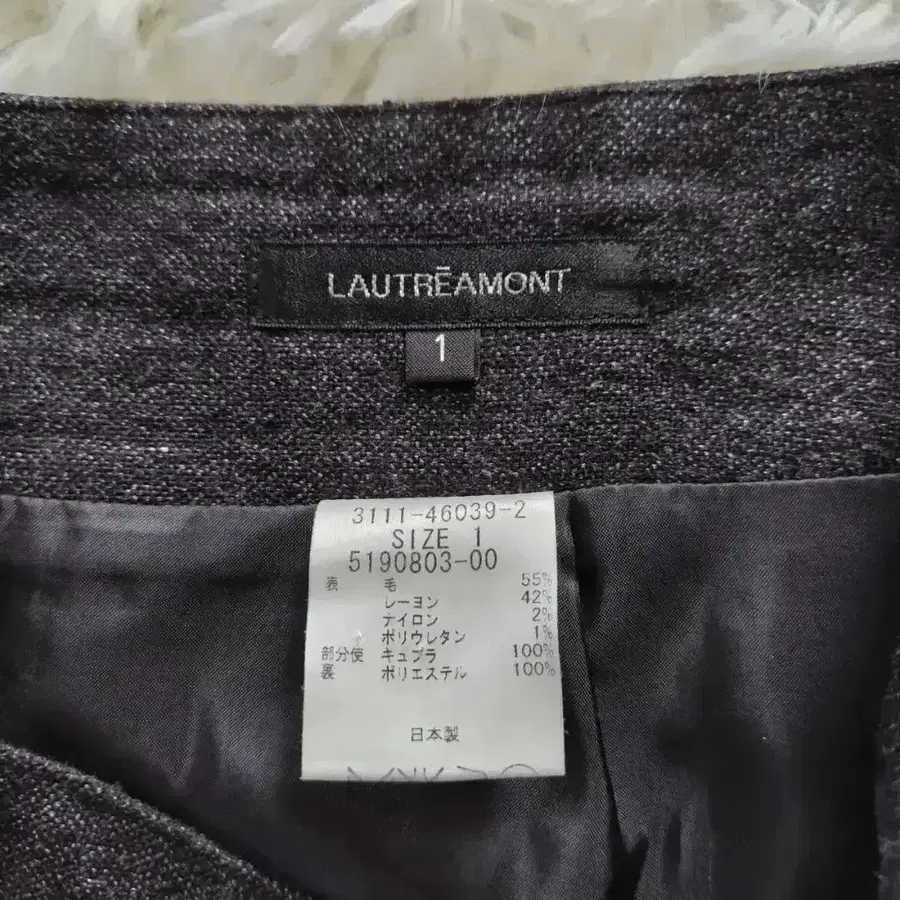 LAUTRĒAMONT
1
3111-46039-2
SIZE 1
5190803-00
表 毛 55%
レーヨン 42%
ナイロン 2%
ポリウレタン 1%
部分使 キュプラ 100%
裏 ポリエステル 100%
日本製